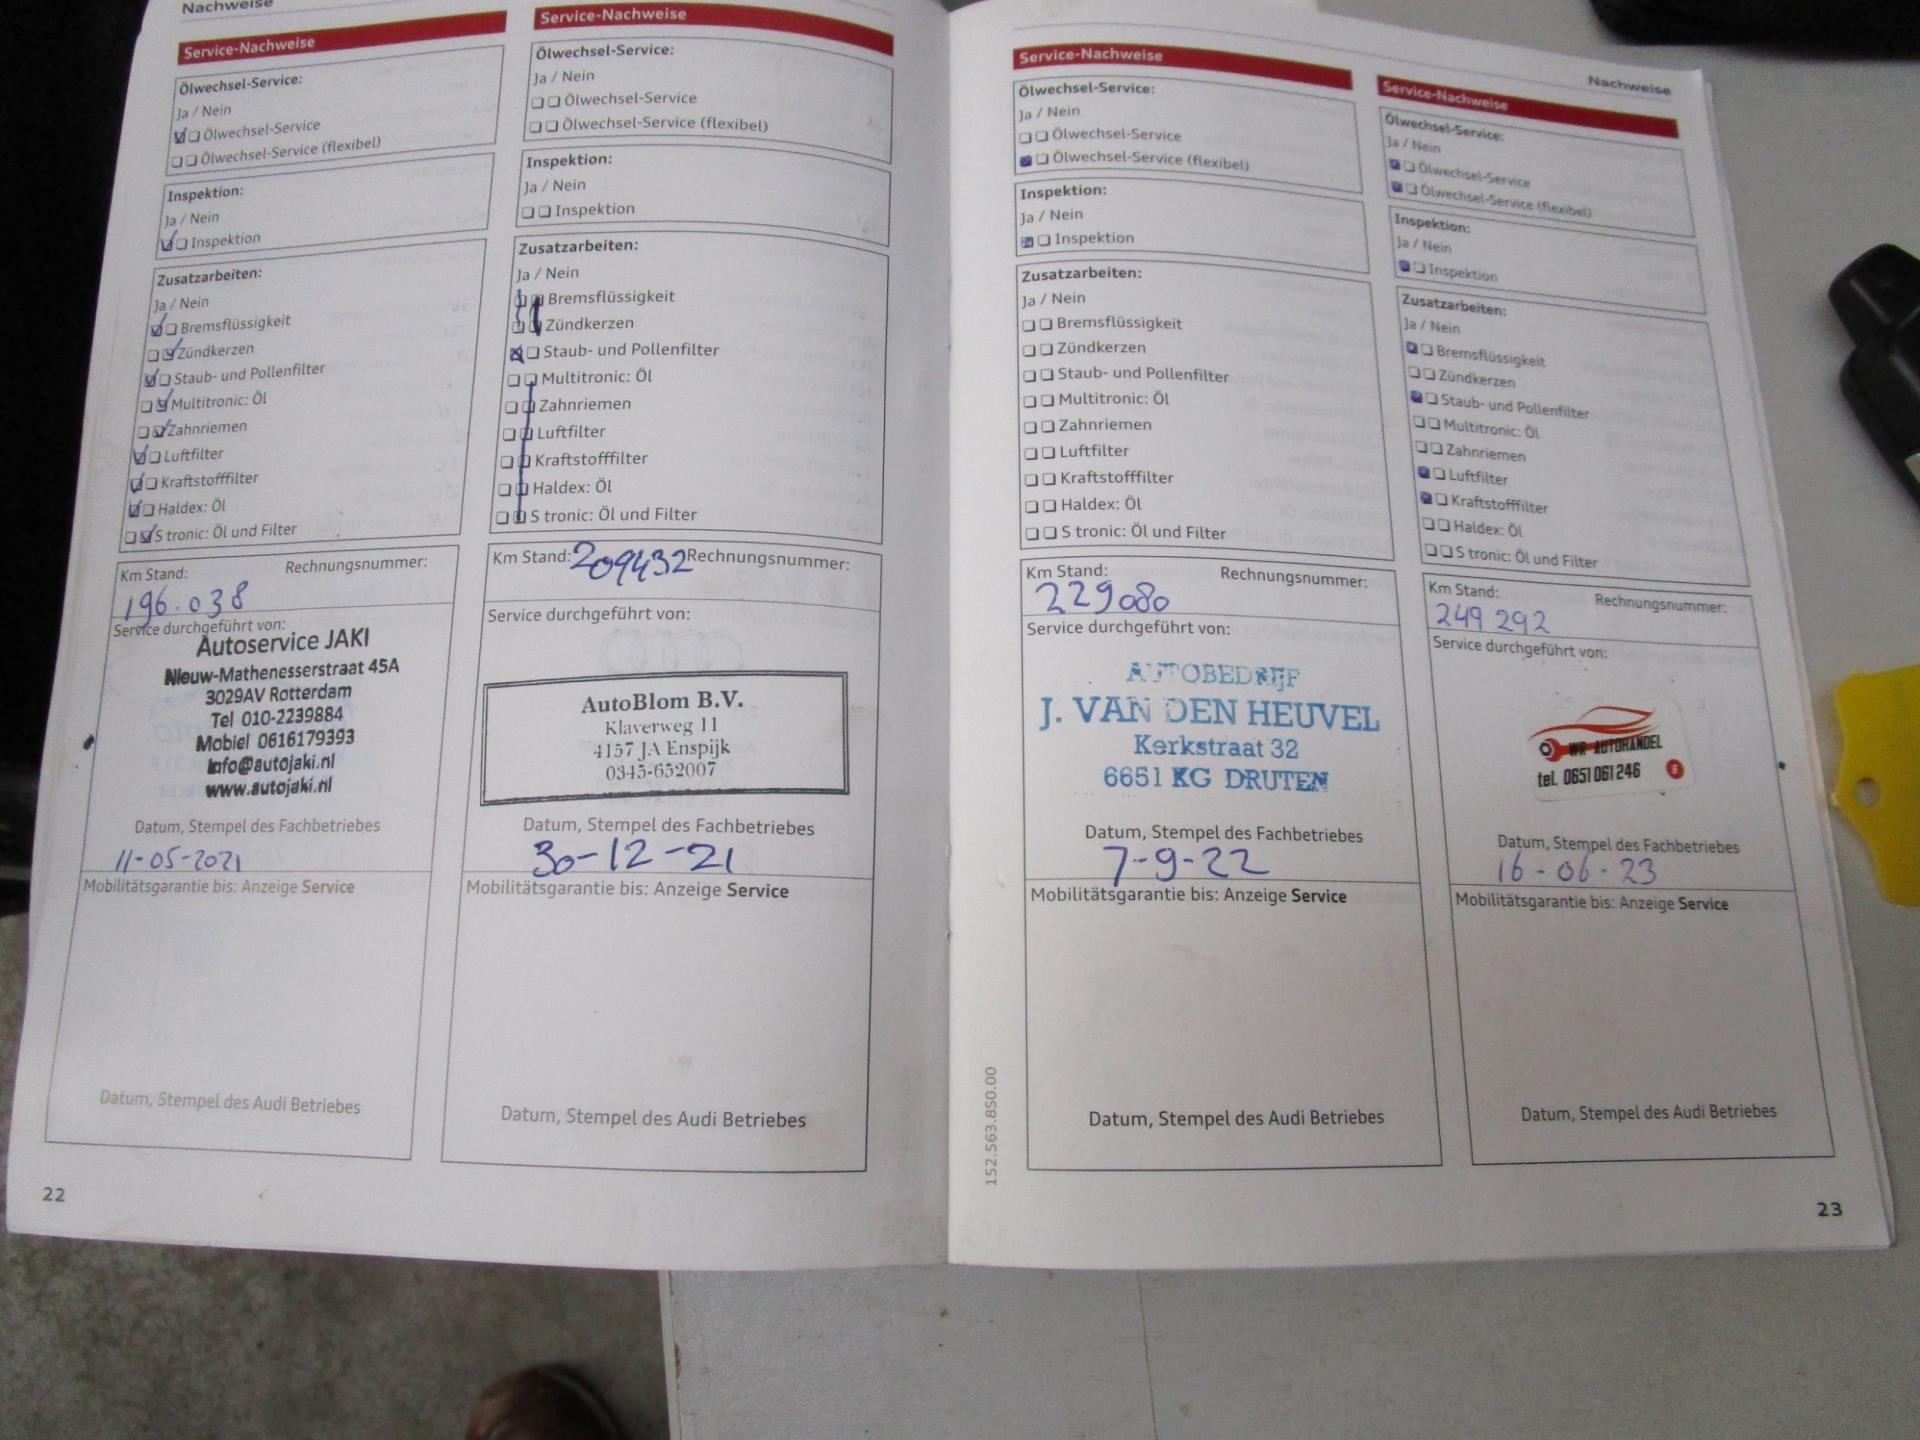 Nachweise
Service-Nachweise
Ölwechsel-Service:
Ja / Nein
Ölwechsel-Service
Ölwechsel-Service (flexibel)
Inspektion:
Ja / Nein
Inspektion
Zusatzarbeiten:
Ja / Nein
Bremsflüssigkeit
Zündkerzen
Staub- und Pollenfilter
Multitronic: Öl
Zahnriemen
Luftfilter
Kraftstofffilter
Haldex: Öl
S tronic: Öl und Filter
Km Stand: Rechnungsnummer:
196.038
Service durchgeführt von:
Autoservice JAKI
Nieuw-Mathenesserstraat 45A
3029AV Rotterdam
Tel 010-2239884
Mobiel 0616179393
Info@autojaki.nl
www.autojaki.nl
Datum, Stempel des Fachbetriebes
11-05-2021
Mobilitätsgarantie bis: Anzeige Service
Datum, Stempel des Audi Betriebes
22
Service-Nachweise
Ölwechsel-Service:
Ja / Nein
Ölwechsel-Service
Ölwechsel-Service (flexibel)
Inspektion:
Ja / Nein
Inspektion
Zusatzarbeiten:
Ja / Nein
Bremsflüssigkeit
Zündkerzen
Staub- und Pollenfilter
Multitronic: Öl
Zahnriemen
Luftfilter
Kraftstofffilter
Haldex: Öl
S tronic: Öl und Filter
Km Stand: 209432 Rechnungsnummer:
Service durchgeführt von:
AutoBlom B.V.
Klaverweg 11
4157 JA Enspijk
0345-652007
Datum, Stempel des Fachbetriebes
30-12-21
Mobilitätsgarantie bis: Anzeige Service
Datum, Stempel des Audi Betriebes
Service-Nachweise
Ölwechsel-Service:
Ja / Nein
Ölwechsel-Service
Ölwechsel-Service (flexibel)
Inspektion:
Ja / Nein
Inspektion
Zusatzarbeiten:
Ja / Nein
Bremsflüssigkeit
Zündkerzen
Staub- und Pollenfilter
Multitronic: Öl
Zahnriemen
Luftfilter
Kraftstofffilter
Haldex: Öl
S tronic: Öl und Filter
Km Stand: Rechnungsnummer:
229080
Service durchgeführt von:
AUTOBEDRIJF
J. VAN DEN HEUVEL
Kerkstraat 32
6651 KG DRUTEN
Datum, Stempel des Fachbetriebes
7-9-22
Mobilitätsgarantie bis: Anzeige Service
Datum, Stempel des Audi Betriebes
152.563.8S0.00
Nachweise
Service-Nachweise
Ölwechsel-Service:
Ja / Nein
Ölwechsel-Service
Ölwechsel-Service (flexibel)
Inspektion:
Ja / Nein
Inspektion
Zusatzarbeiten:
Ja / Nein
Bremsflüssigkeit
Zündkerzen
Staub- und Pollenfilter
Multitronic: Öl
Zahnriemen
Luftfilter
Kraftstofffilter
Haldex: Öl
S tronic: Öl und Filter
Km Stand: Rechnungsnummer:
249 292
Service durchgeführt von:
WR AUTOHANDEL
tel. 0651 061 246
6
Datum, Stempel des Fachbetriebes
16-06-23
Mobilitätsgarantie bis: Anzeige Service
Datum, Stempel des Audi Betriebes
23